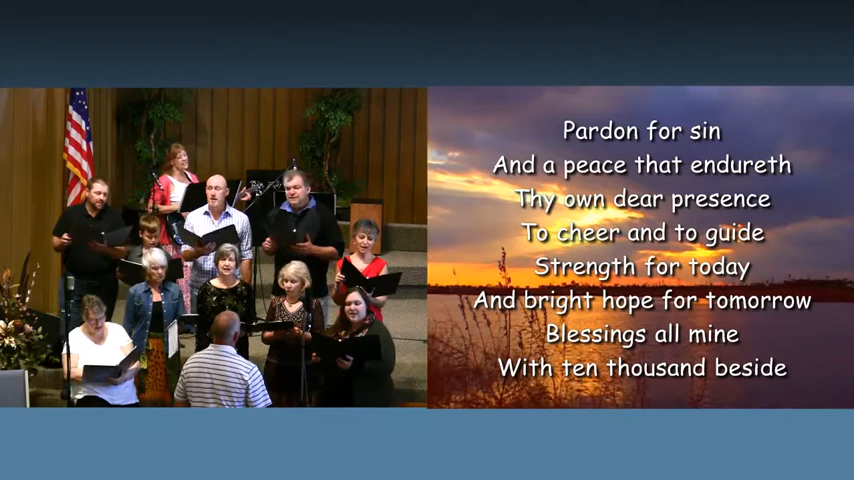 Pardon for sin
And a peace that endureth
Thy own dear presence
To cheer and to guide
Strength for today
And bright hope for tomorrow
Blessings all mine
With ten thousand beside